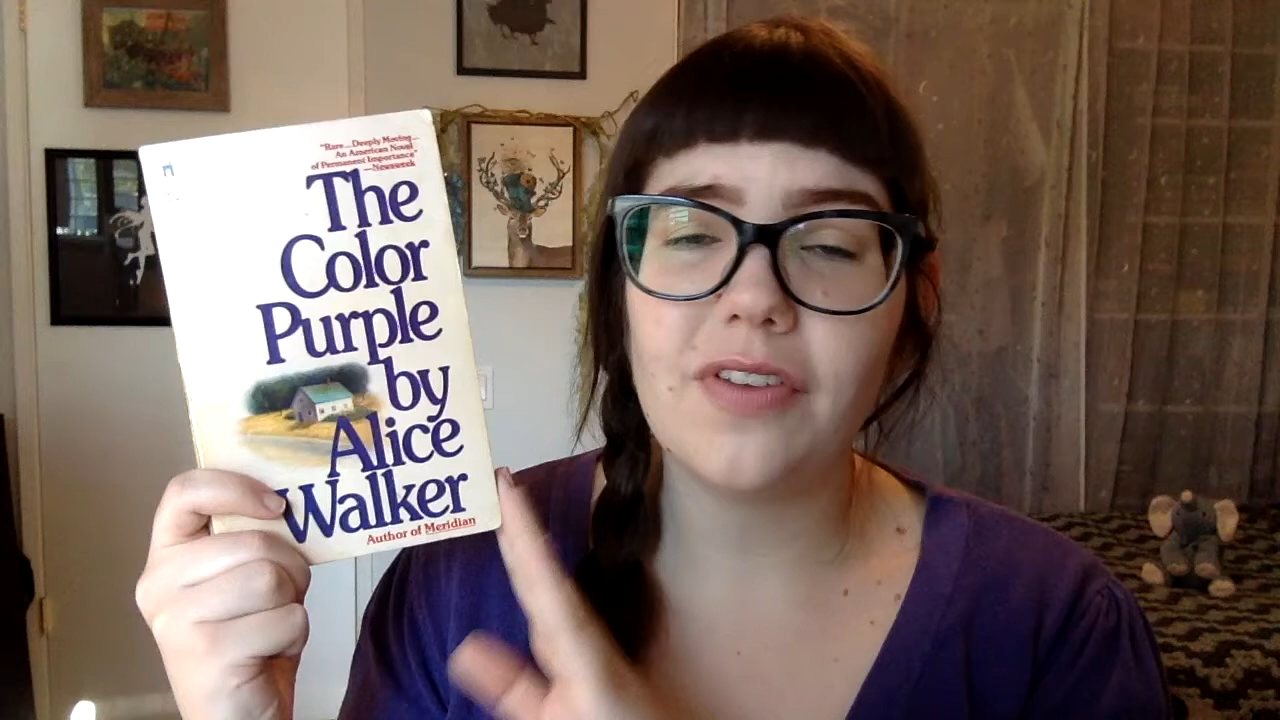 "Rare...Deeply Moving—
An American Novel
of Permanent Importance"
—Newsweek
The
Color
Purple
by
Alice
Walker
Author of Meridian